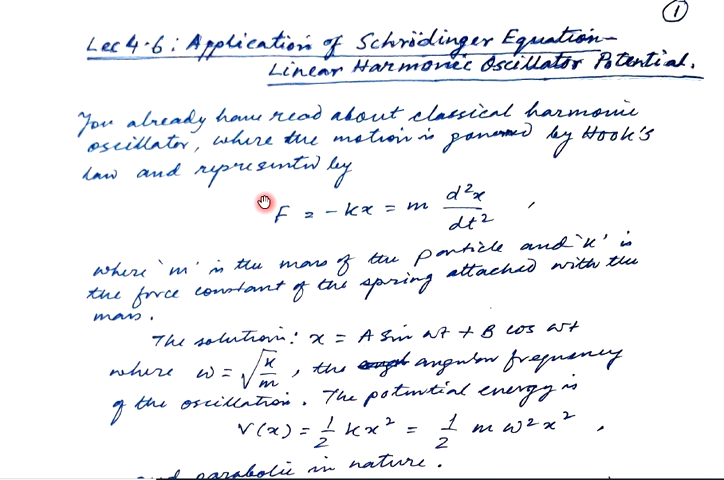 ①
Lec 4.6 : Application of Schrödinger Equation -
Linear Harmonic Oscillator Potential.
You already have read about classical harmonic
oscillator, where the motion is governed by Hook's
law and represented by
F = - kx = m d²x/dt² ,
where 'm' is the mass of the particle and 'k' is
the force constant of the spring attached with the
mass.
The solution: x = A Sin ωt + B cos ωt
where ω = √(k/m) , the angular frequency
of the oscillation. The potential energy is
V(x) = 1/2 kx² = 1/2 m ω² x² ,
parabolic in nature.